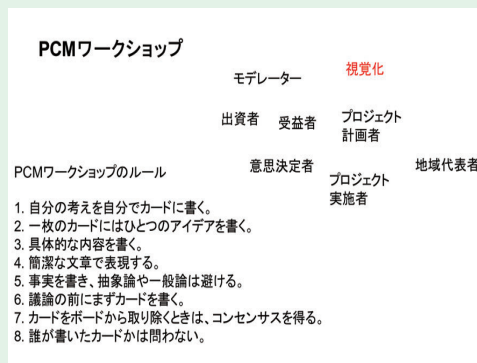 PCMワークショップ
視覚化
モデレーター
出資者
受益者
プロジェクト
計画者
意思決定者
プロジェクト
実施者
地域代表者
PCMワークショップのルール
1. 自分の考えを自分でカードに書く。
2. 一枚のカードにはひとつのアイデアを書く。
3. 具体的な内容を書く。
4. 簡潔な文章で表現する。
5. 事実を書き、抽象論や一般論は避ける。
6. 議論の前にまずカードを書く。
7. カードをボードから取り除くときは、コンセンサスを得る。
8. 誰が書いたカードかは問わない。